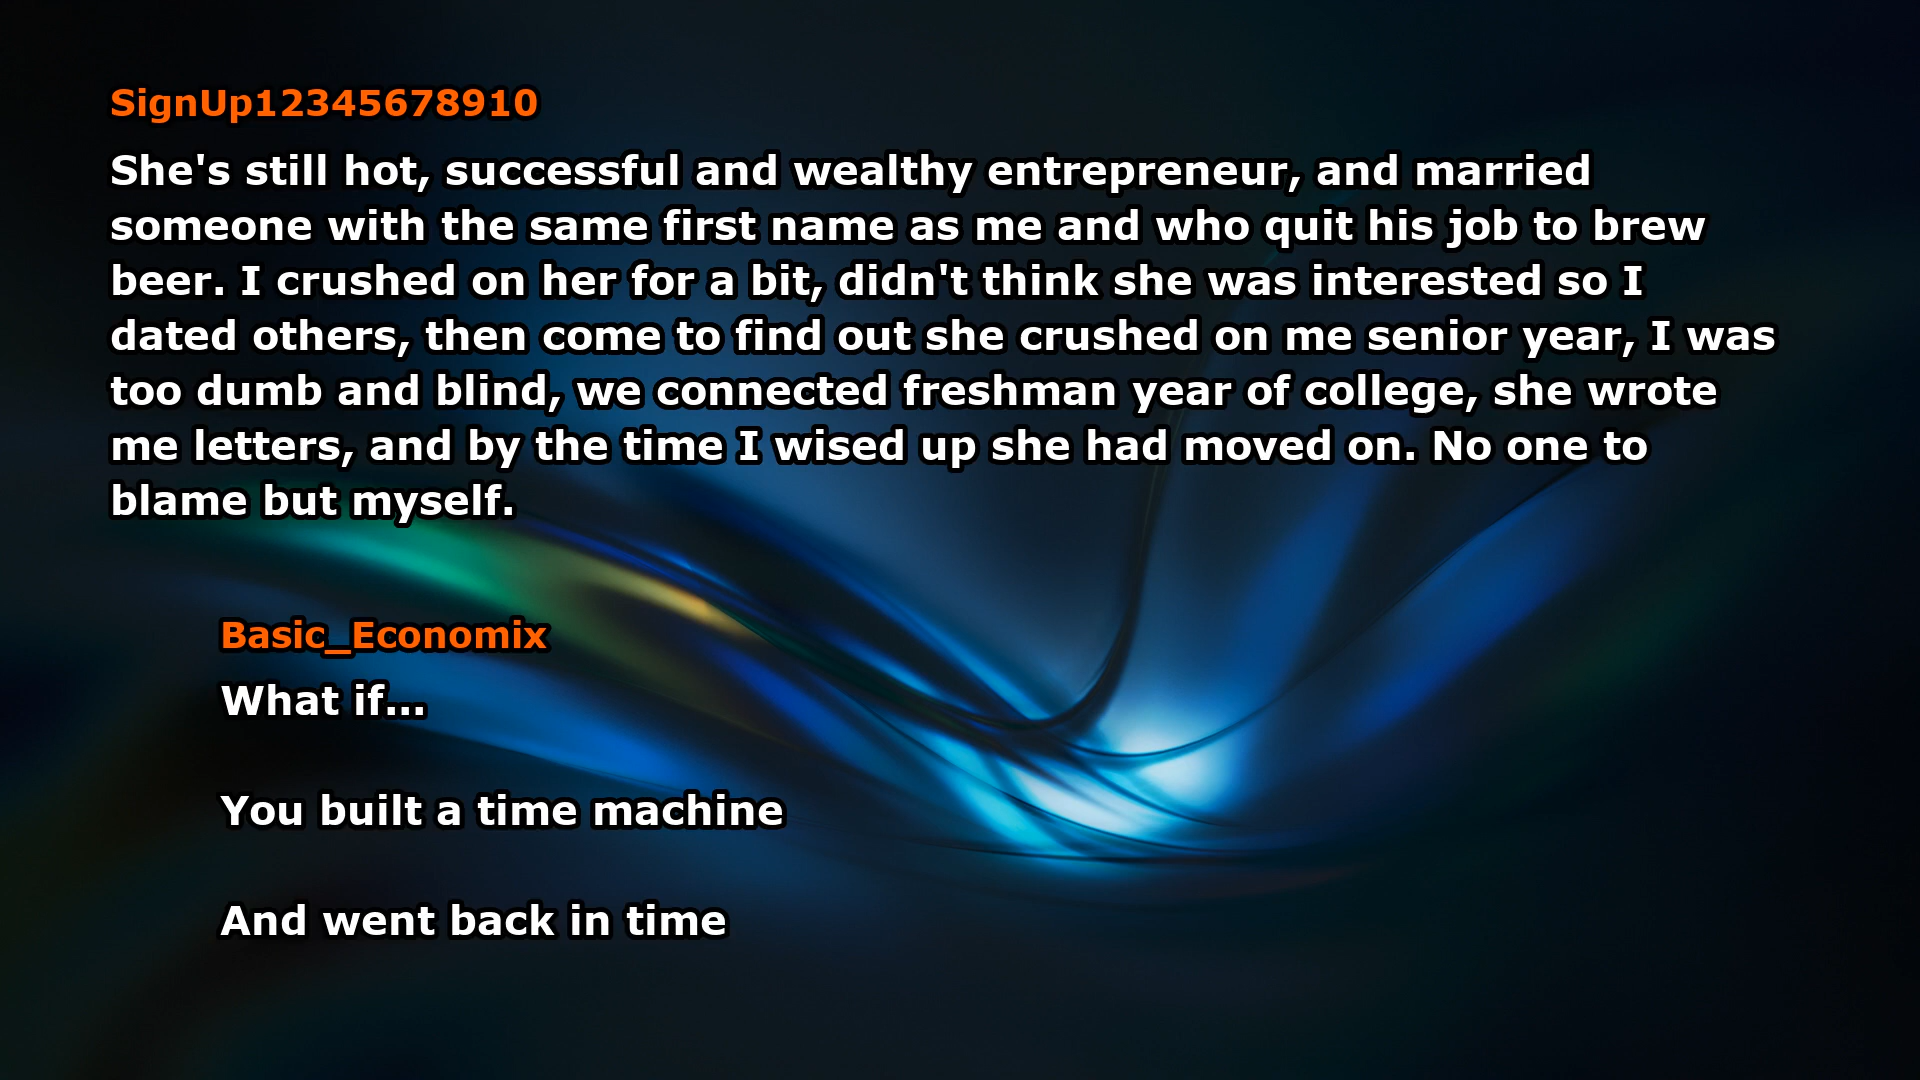 SignUp12345678910
She's still hot, successful and wealthy entrepreneur, and married
someone with the same first name as me and who quit his job to brew
beer. I crushed on her for a bit, didn't think she was interested so I
dated others, then come to find out she crushed on me senior year, I was
too dumb and blind, we connected freshman year of college, she wrote
me letters, and by the time I wised up she had moved on. No one to
blame but myself.
Basic_Economix
What if...
You built a time machine
And went back in time